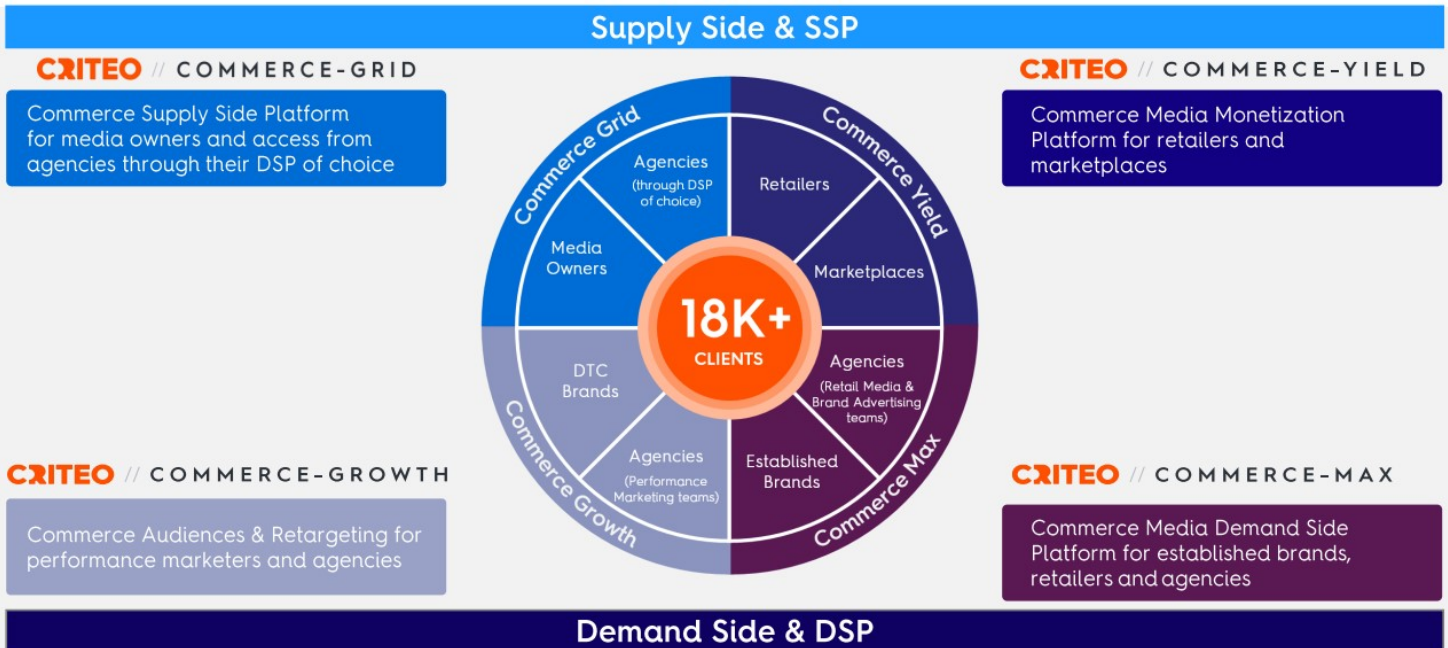 Supply Side & SSP
CRITEO // COMMERCE-GRID
Commerce Supply Side Platform
for media owners and access from
agencies through their DSP of choice
CRITEO // COMMERCE-YIELD
Commerce Media Monetization
Platform for retailers and
marketplaces
Commerce Grid
Agencies
(through DSP
of choice)
Media
Owners
Commerce Yield
Retailers
Marketplaces
18K+
CLIENTS
DTC
Brands
Agencies
(Performance
Marketing teams)
Commerce Growth
Agencies
(Retail Media &
Brand Advertising
teams)
Established
Brands
Commerce Max
CRITEO // COMMERCE-GROWTH
Commerce Audiences & Retargeting for
performance marketers and agencies
CRITEO // COMMERCE-MAX
Commerce Media Demand Side
Platform for established brands,
retailers and agencies
Demand Side & DSP